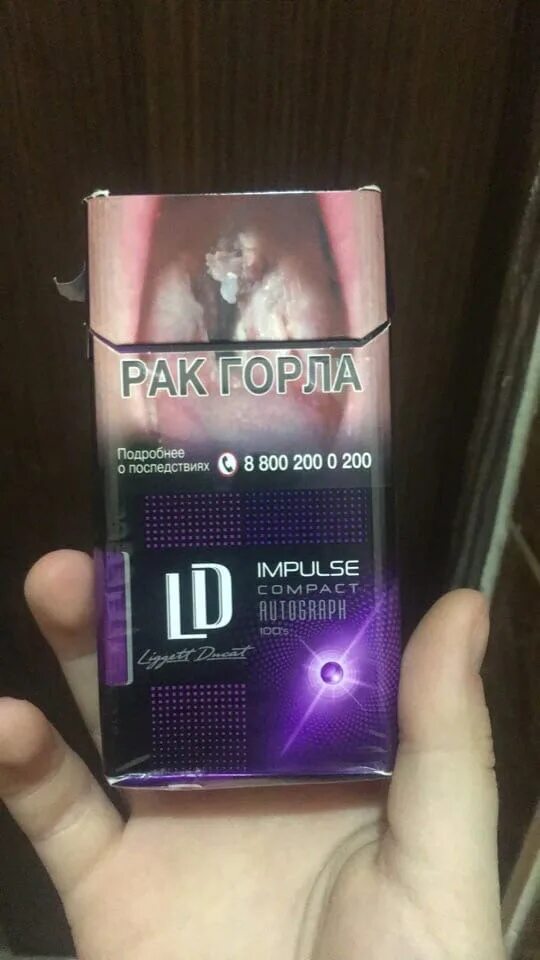 РАК ГОРЛА
Подробнее
о последствиях 8 800 200 0 200
LD
IMPULSE
COMPACT
AUTOGRAPH
100's
Liggett Ducat